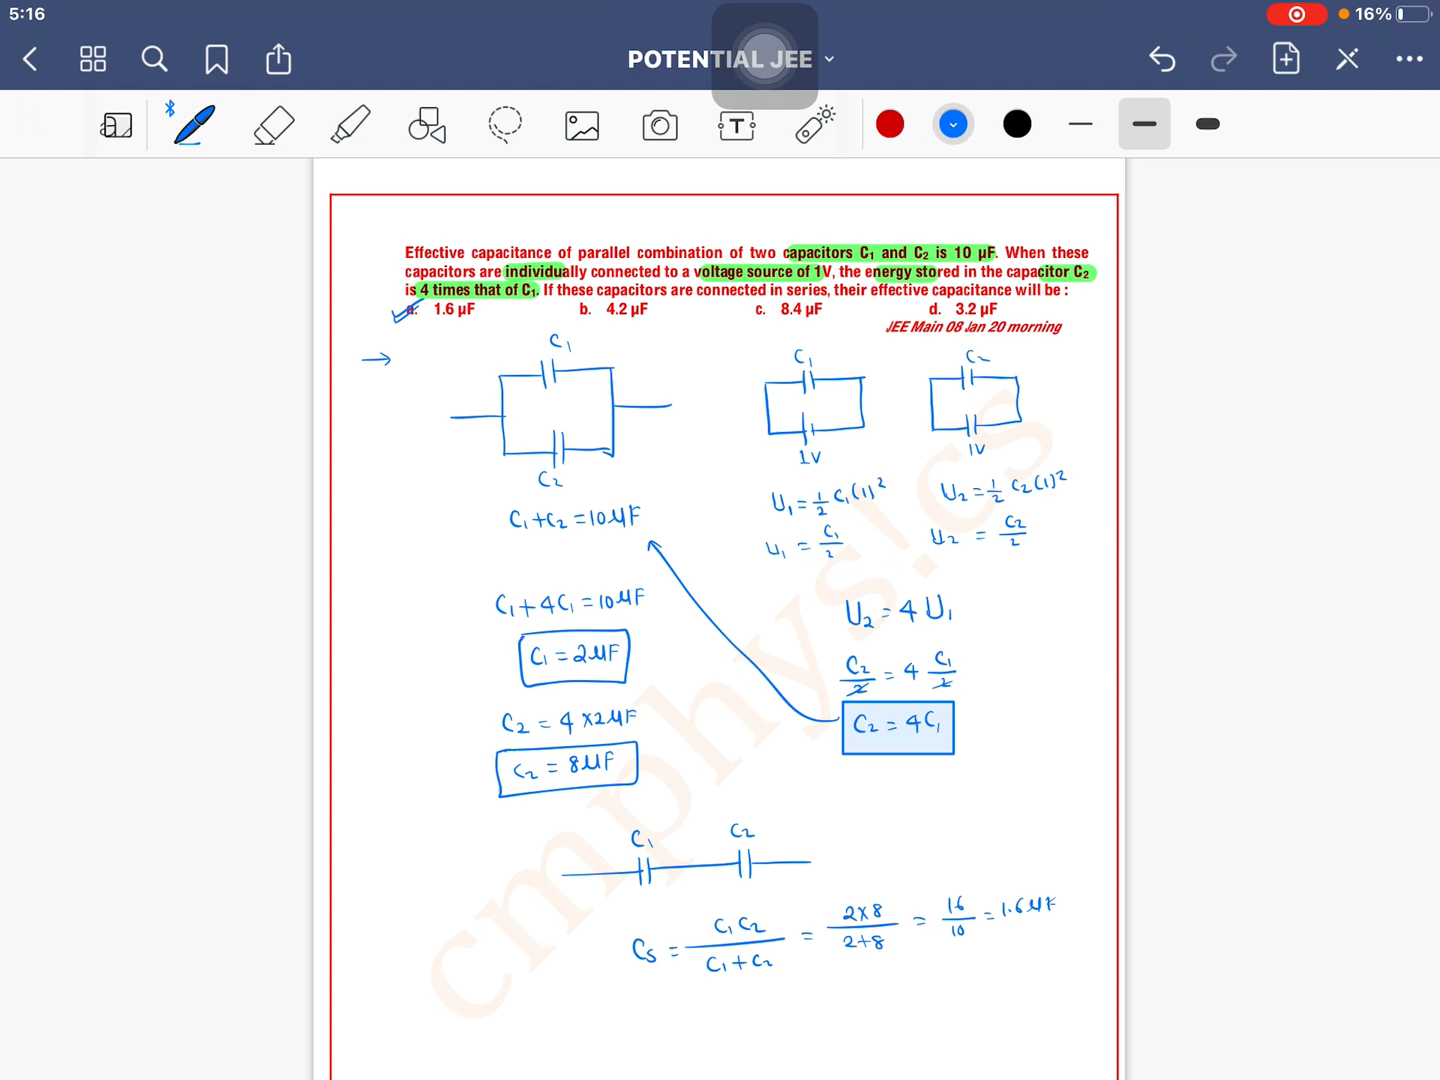 5:16
16%
POTENTIAL JEE
T
Effective capacitance of parallel combination of two capacitors C₁ and C₂ is 10 µF. When these
capacitors are individually connected to a voltage source of 1V, the energy stored in the capacitor C₂
is 4 times that of C₁. If these capacitors are connected in series, their effective capacitance will be :
a. 1.6 µF b. 4.2 µF c. 8.4 µF d. 3.2 µF
JEE Main 08 Jan 20 morning
→
C₁
C₂
C₁+C₂ = 10µF
C₁
1V
C₂
1V
U₁ = ½ C₁(1)²
U₂ = ½ C₂(1)²
U₁ = C₁/2
U₂ = C₂/2
C₁ + 4C₁ = 10µF
C₁ = 2µF
C₂ = 4 × 2µF
C₂ = 8µF
U₂ = 4 U₁
C₂/2 = 4 C₁/2
C₂ = 4C₁
C₁ C₂
Cs = C₁C₂/C₁+C₂ = 2×8/2+8 = 16/10 = 1.6µF
cmphys!cs